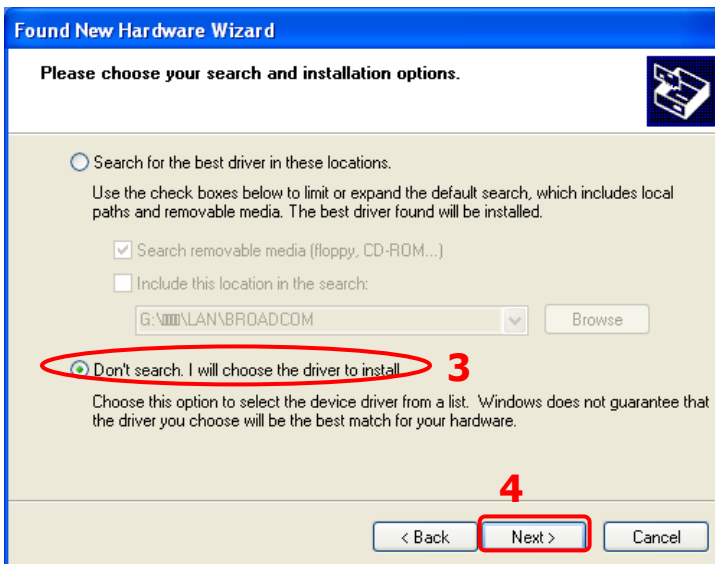 Found New Hardware Wizard
Please choose your search and installation options.
Search for the best driver in these locations.
Use the check boxes below to limit or expand the default search, which includes local
paths and removable media. The best driver found will be installed.
Search removable media (floppy, CD-ROM...)
Include this location in the search:
G:\ \LAN\BROADCOM
Browse
Don't search. I will choose the driver to install.
3
Choose this option to select the device driver from a list. Windows does not guarantee that
the driver you choose will be the best match for your hardware.
4
< Back
Next >
Cancel